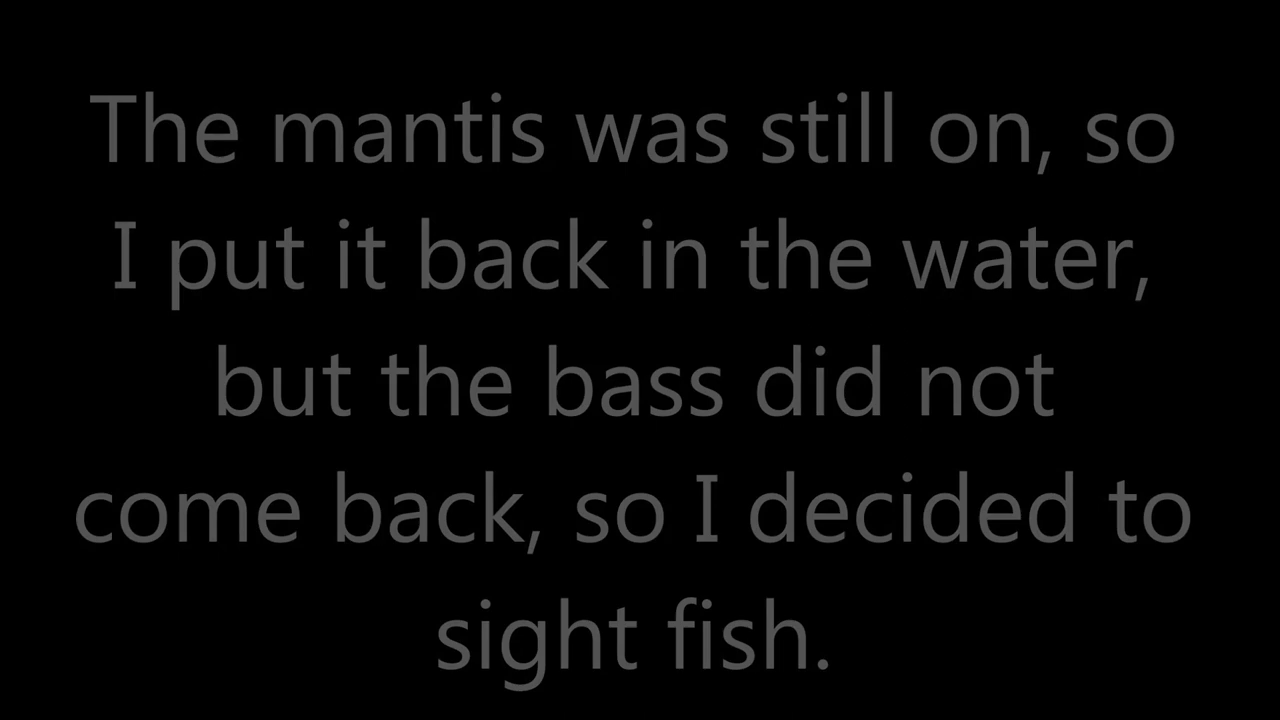 The mantis was still on, so
I put it back in the water,
but the bass did not
come back, so I decided to
sight fish.